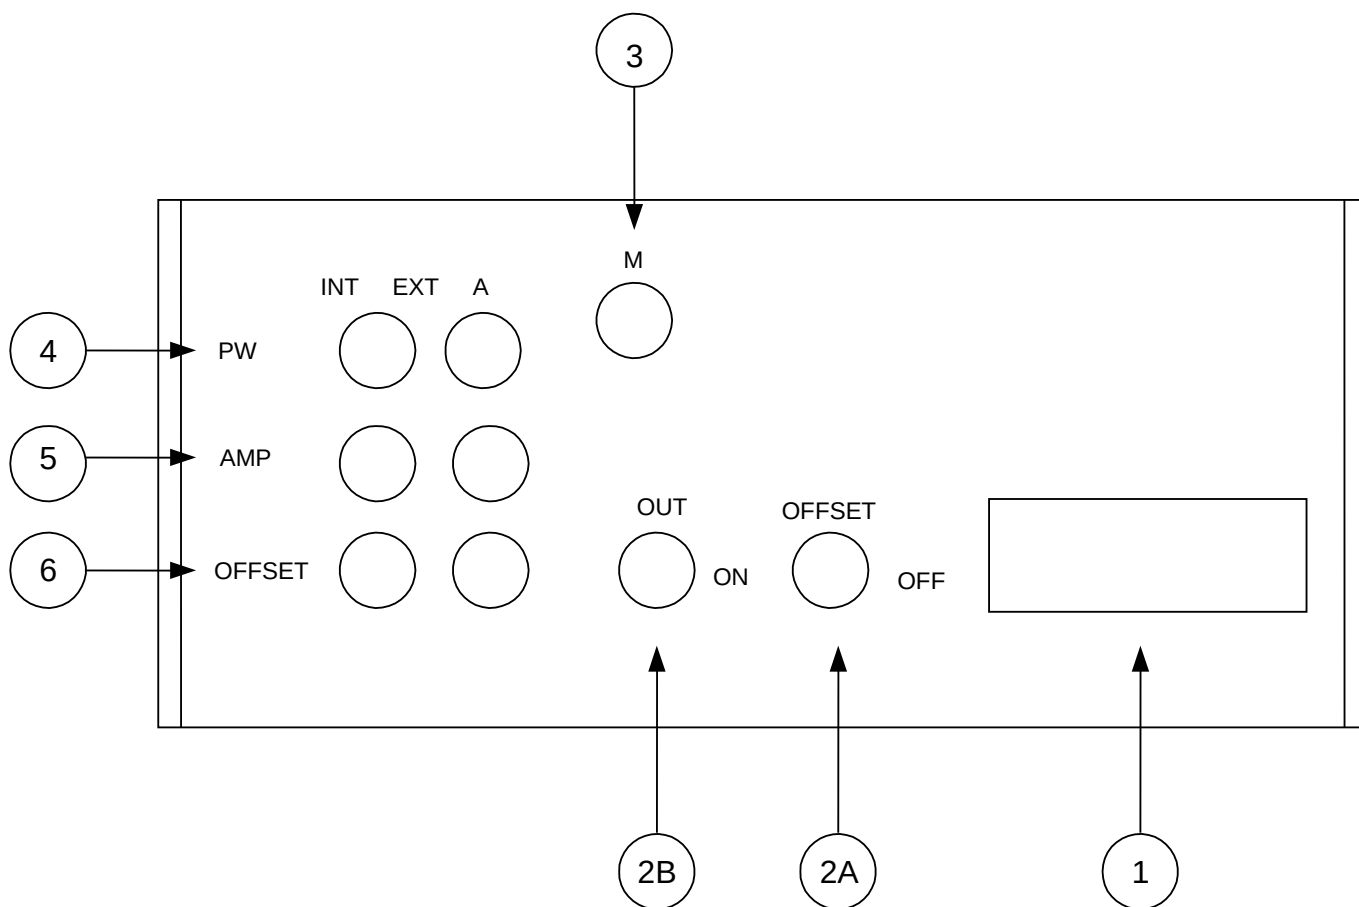 3
M
INT EXT A
4 PW
5 AMP
OUT OFFSET
6 OFFSET ON OFF
2B 2A 1